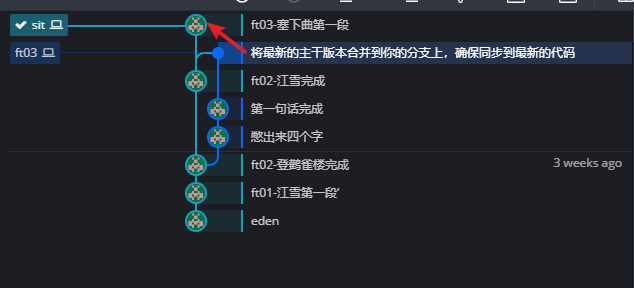 sit
ft03-塞下曲第一段
ft03
将最新的主干版本合并到你的分支上，确保同步到最新的代码
ft02-江雪完成
第一句话完成
憋出来四个字
ft02-登鹳雀楼完成
3 weeks ago
ft01-江雪第一段'
eden